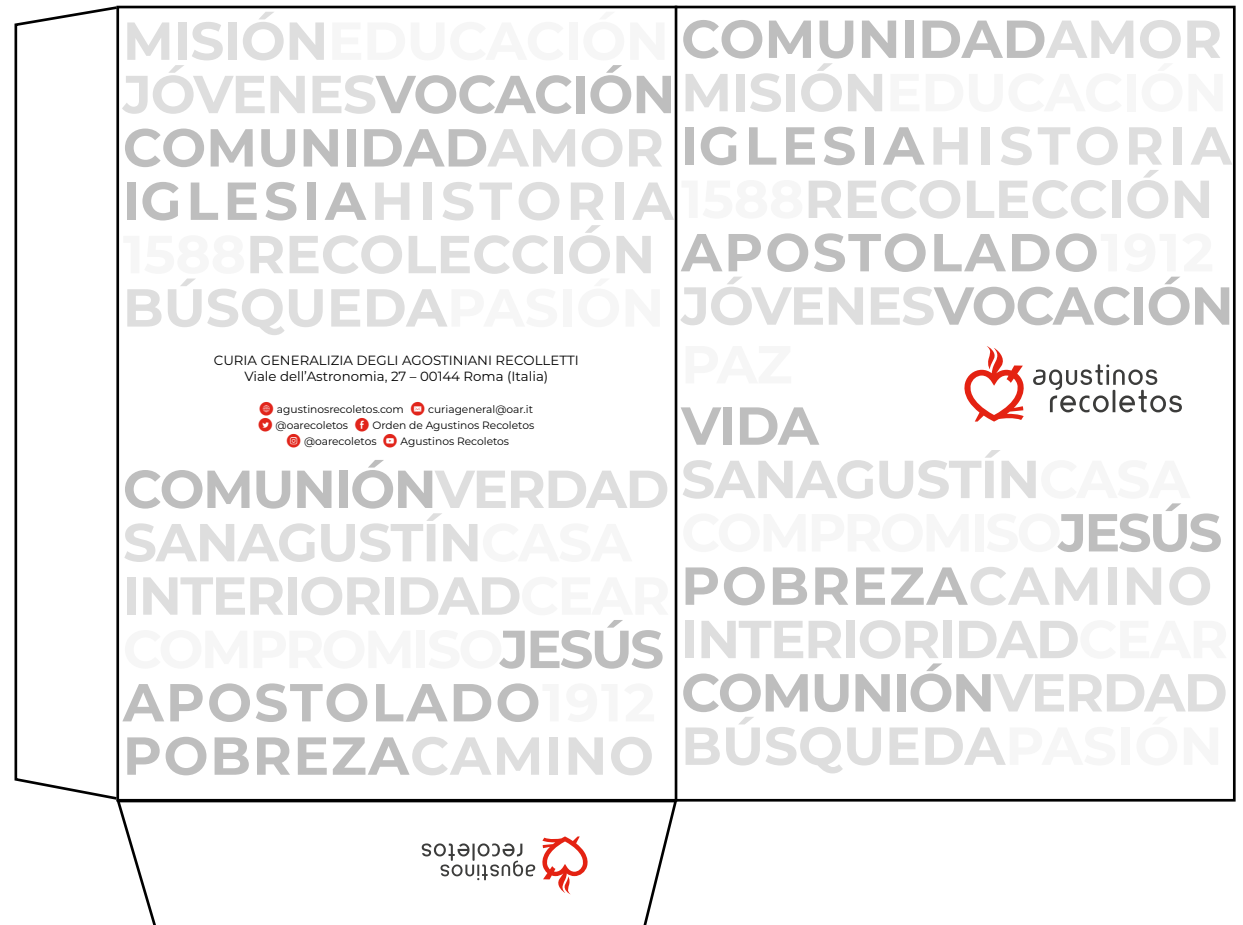 MISIÓNEDUCACIÓN
JÓVENESVOCACIÓN
COMUNIDADAMOR
IGLESIAHISTORIA
1588RECOLECCIÓN
BÚSQUEDAPASIÓN
CURIA GENERALIZIA DEGLI AGOSTINIANI RECOLLETTI
Viale dell'Astronomia, 27 – 00144 Roma (Italia)
agustinosrecoletos.com curiageneral@oar.it
@oarecoletos Orden de Agustinos Recoletos
@oarecoletos Agustinos Recoletos
COMUNIÓNVERDAD
SANAGUSTÍNCASA
INTERIORIDADCEAR
COMPROMISOJESÚS
APOSTOLADO1912
POBREZACAMINO
COMUNIDADAMOR
MISIÓNEDUCACIÓN
IGLESIAHISTORIA
1588RECOLECCIÓN
APOSTOLADO1912
JÓVENESVOCACIÓN
PAZ
agustinos
recoletos
VIDA
SANAGUSTÍNCASA
COMPROMISOJESÚS
POBREZACAMINO
INTERIORIDADCEAR
COMUNIÓNVERDAD
BÚSQUEDAPASIÓN
agustinos
recoletos